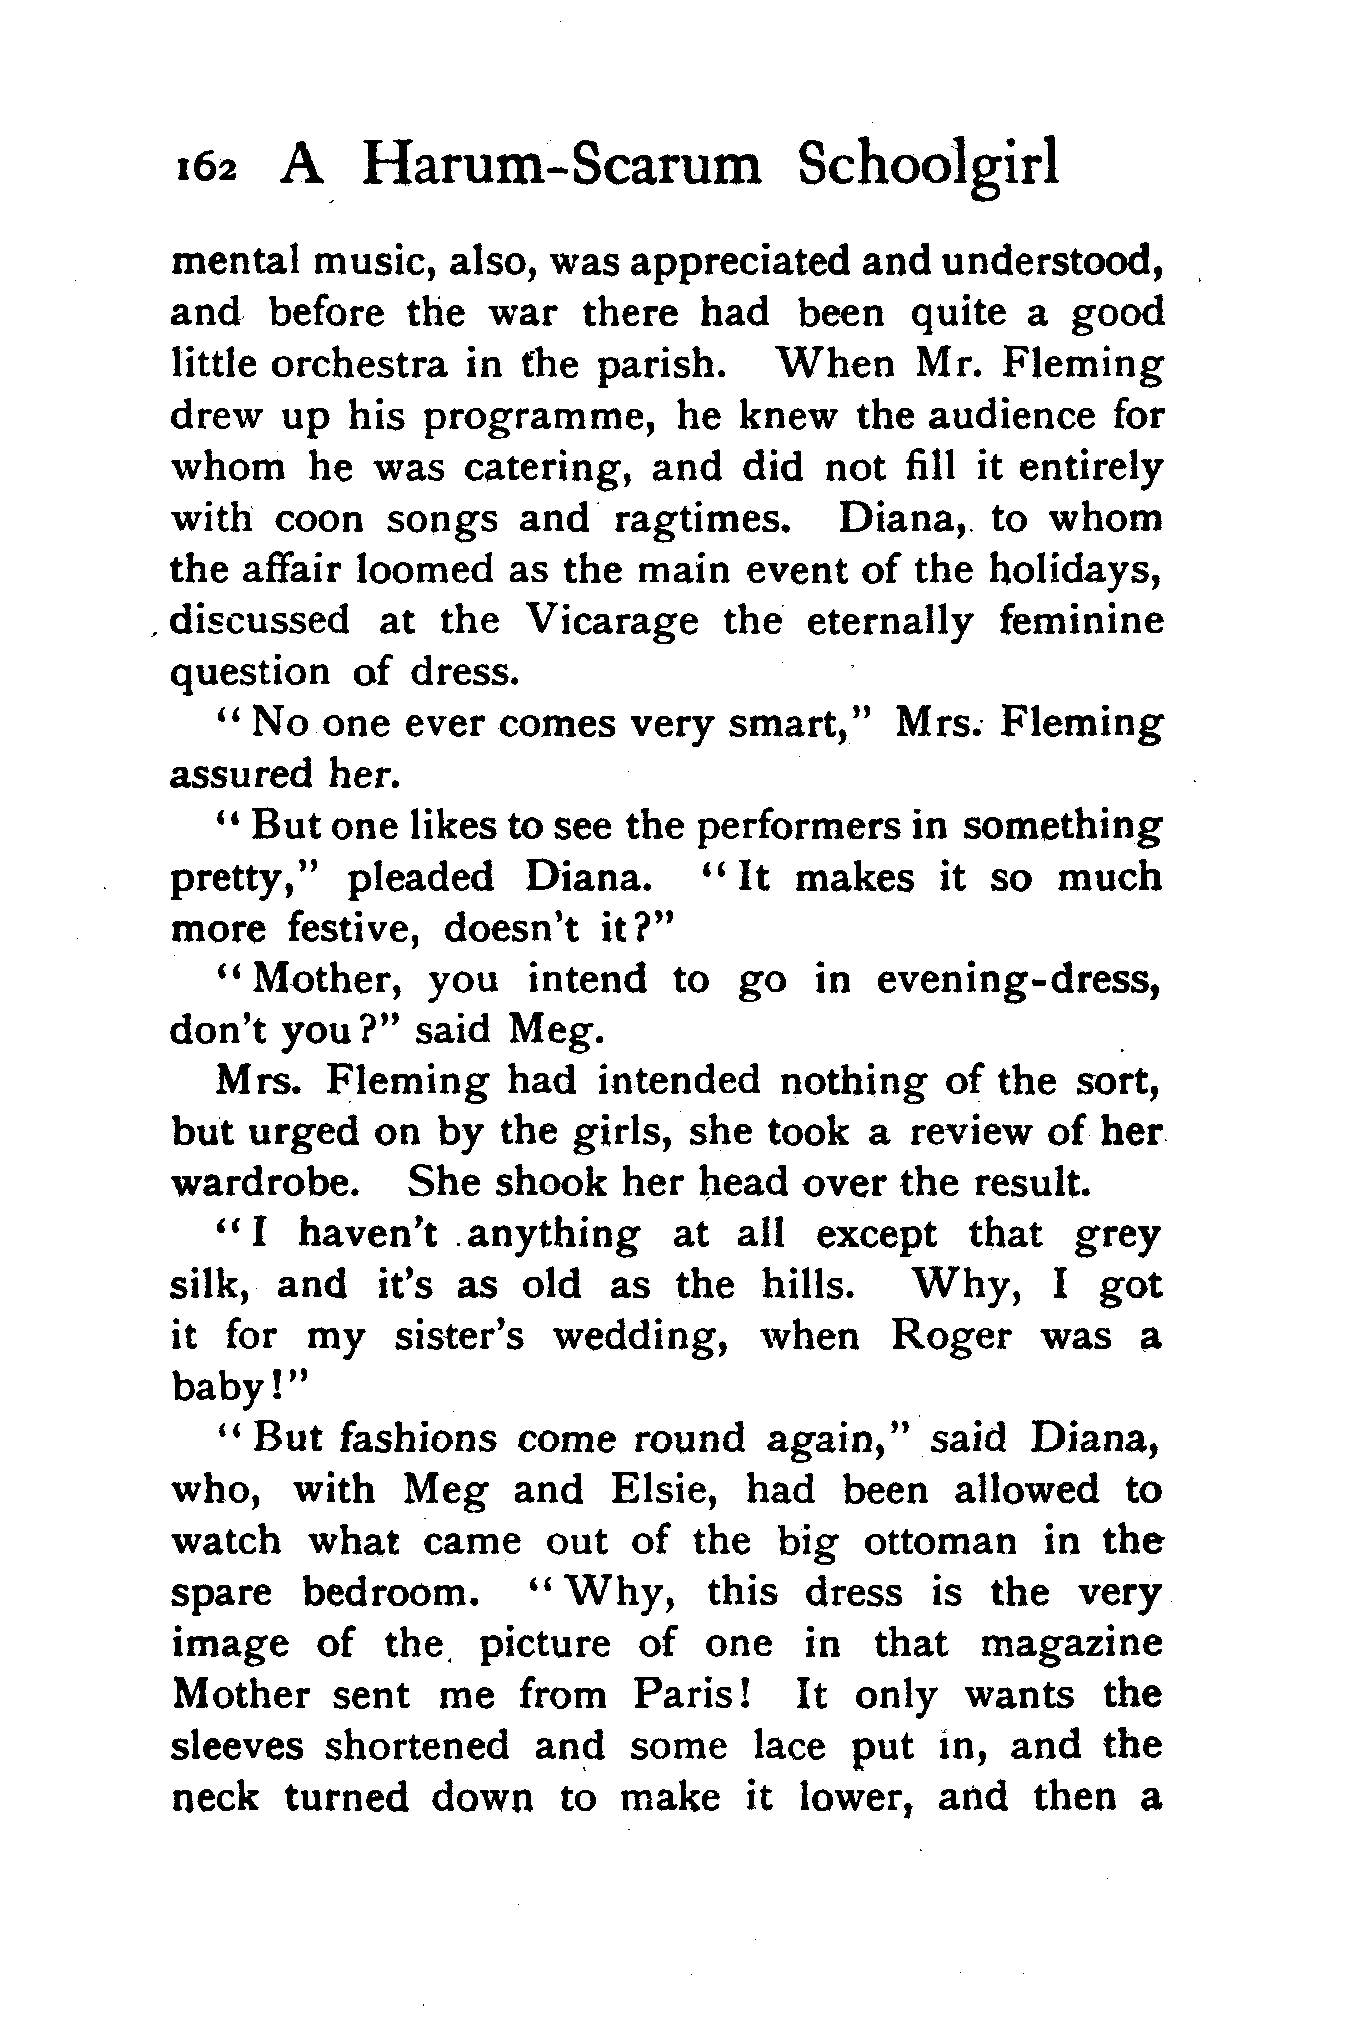 162 A Harum-Scarum Schoolgirl
mental music, also, was appreciated and understood,
and before the war there had been quite a good
little orchestra in the parish. When Mr. Fleming
drew up his programme, he knew the audience for
whom he was catering, and did not fill it entirely
with coon songs and ragtimes. Diana, to whom
the affair loomed as the main event of the holidays,
discussed at the Vicarage the eternally feminine
question of dress.
"No one ever comes very smart," Mrs. Fleming
assured her.
"But one likes to see the performers in something
pretty," pleaded Diana. "It makes it so much
more festive, doesn't it?"
"Mother, you intend to go in evening-dress,
don't you?" said Meg.
Mrs. Fleming had intended nothing of the sort,
but urged on by the girls, she took a review of her
wardrobe. She shook her head over the result.
"I haven't anything at all except that grey
silk, and it's as old as the hills. Why, I got
it for my sister's wedding, when Roger was a
baby!"
"But fashions come round again," said Diana,
who, with Meg and Elsie, had been allowed to
watch what came out of the big ottoman in the
spare bedroom. "Why, this dress is the very
image of the picture of one in that magazine
Mother sent me from Paris! It only wants the
sleeves shortened and some lace put in, and the
neck turned down to make it lower, and then a